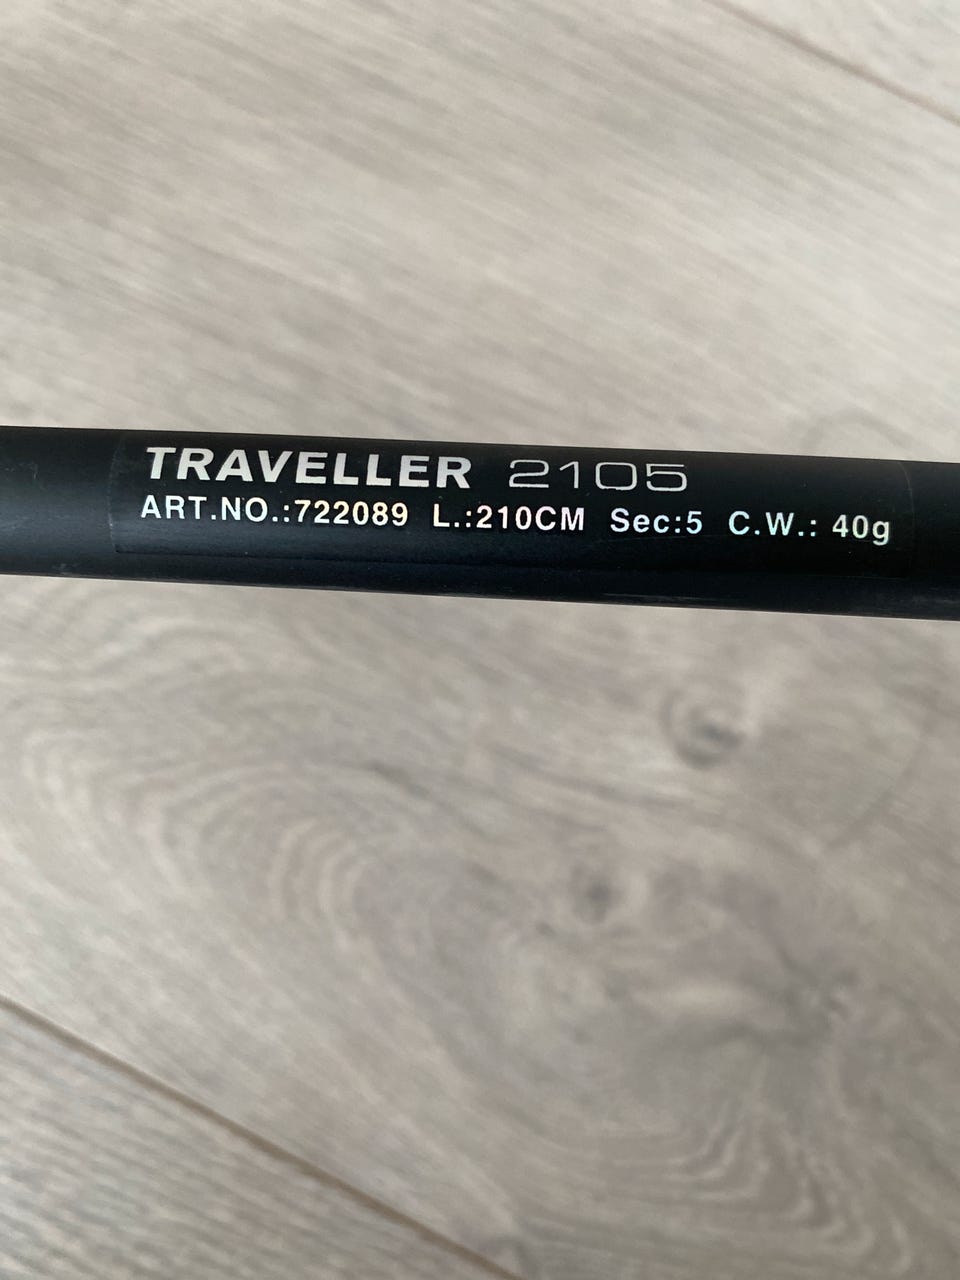 TRAVELLER 2105
ART.NO.:722089 L.:210CM Sec:5 C.W.: 40g